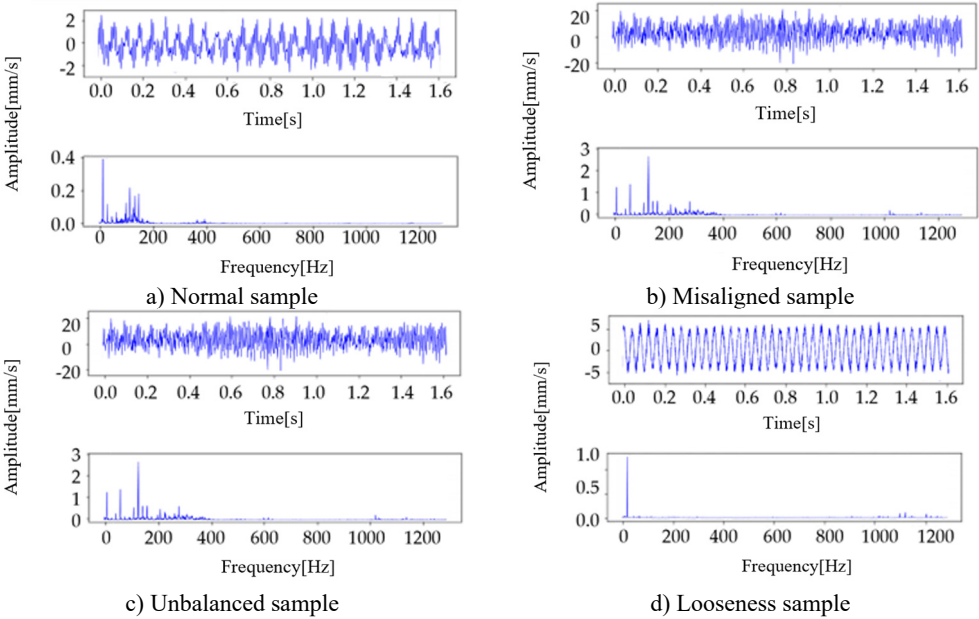 Amplitude[mm/s]
2
0
-2
0.0 0.2 0.4 0.6 0.8 1.0 1.2 1.4 1.6
Time[s]
0.4
0.2
0.0
0 200 400 600 800 1000 1200
Frequency[Hz]
a) Normal sample
Amplitude[mm/s]
20
0
-20
0.0 0.2 0.4 0.6 0.8 1.0 1.2 1.4 1.6
Time[s]
3
2
1
0
0 200 400 600 800 1000 1200
Frequency[Hz]
b) Misaligned sample
Amplitude[mm/s]
20
0
-20
0.0 0.2 0.4 0.6 0.8 1.0 1.2 1.4 1.6
Time[s]
3
2
1
0
0 200 400 600 800 1000 1200
Frequency[Hz]
c) Unbalanced sample
Amplitude[mm/s]
5
0
-5
0.0 0.2 0.4 0.6 0.8 1.0 1.2 1.4 1.6
Time[s]
1.0
0.5
0.0
0 200 400 600 800 1000 1200
Frequency[Hz]
d) Looseness sample